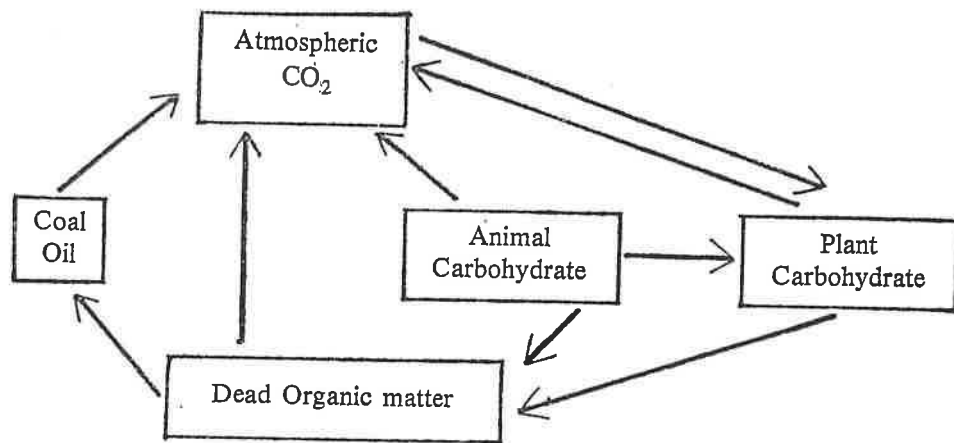 Atmospheric
CO₂
Coal
Oil
Animal
Carbohydrate
Plant
Carbohydrate
Dead Organic matter